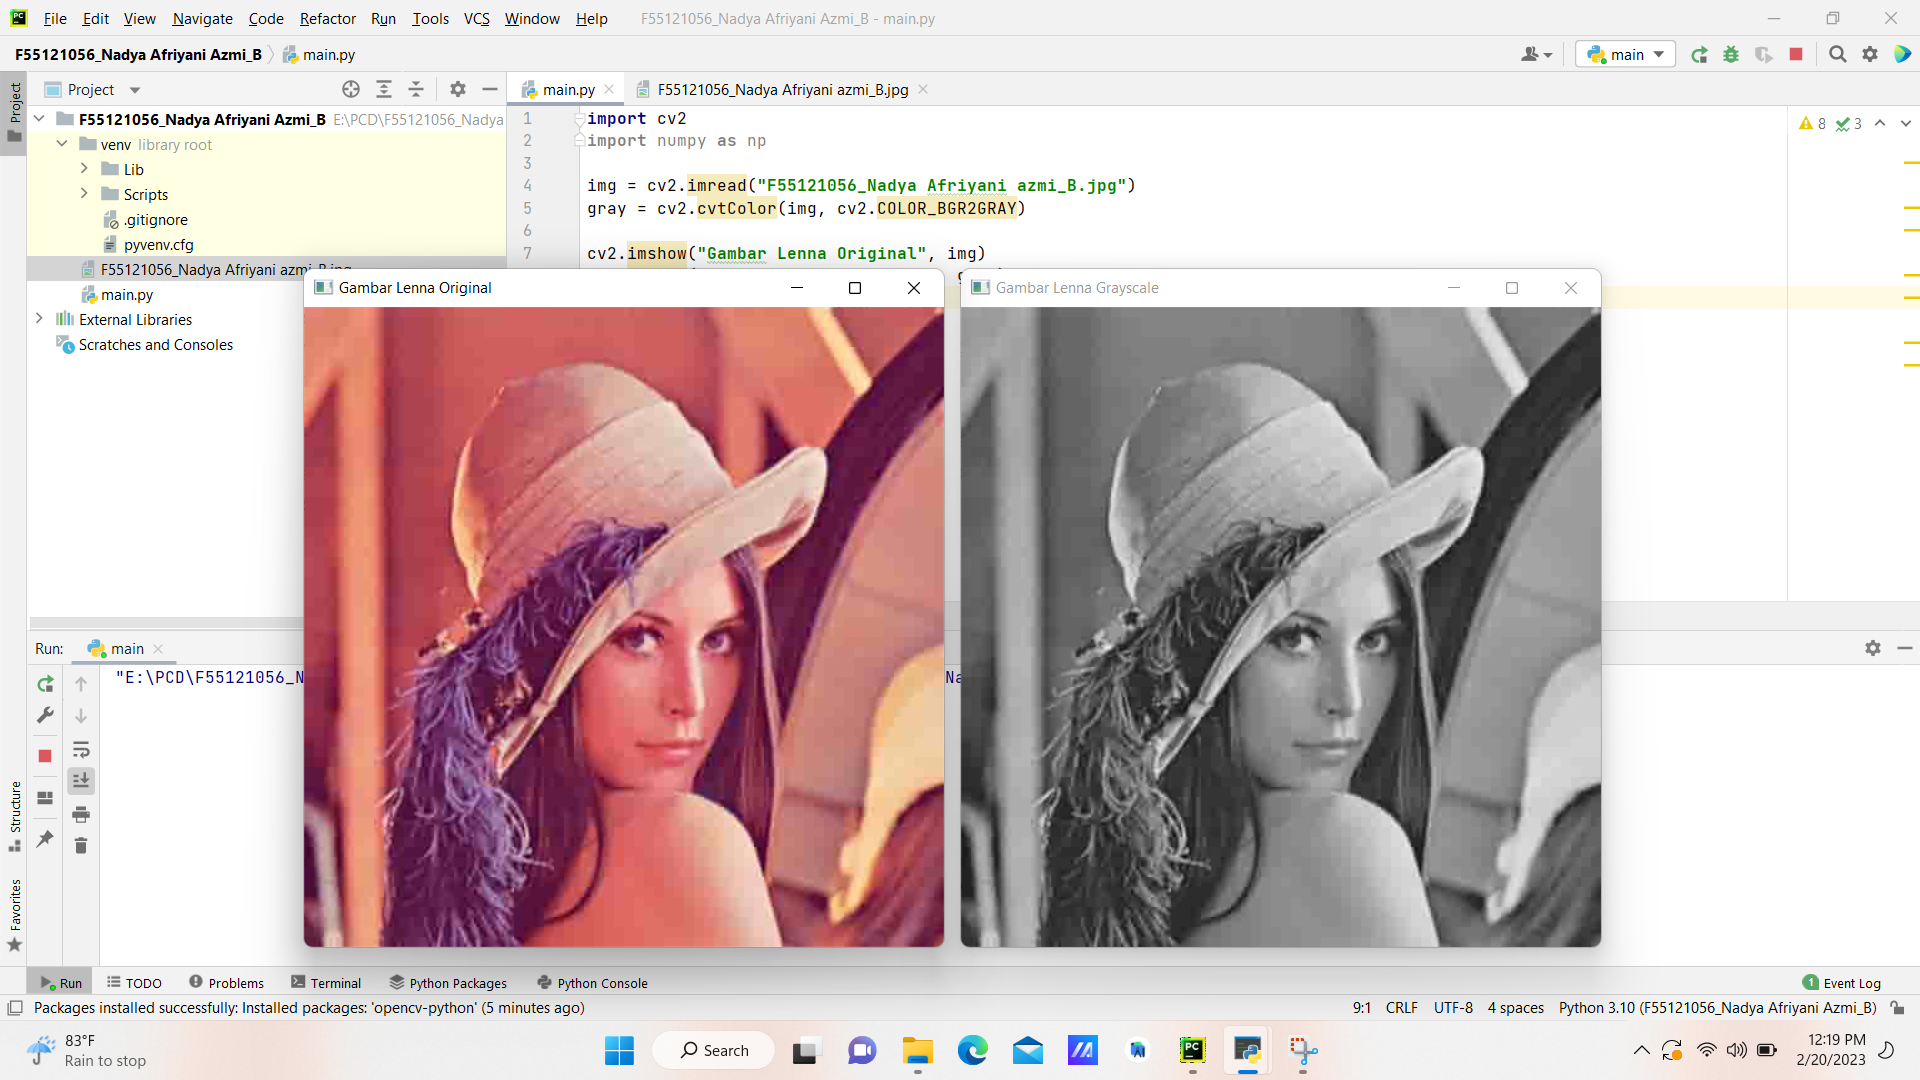 File Edit View Navigate Code Refactor Run Tools VCS Window Help F55121056_Nadya Afriyani Azmi_B - main.py
F55121056_Nadya Afriyani Azmi_B main.py main
Project Project main.py F55121056_Nadya Afriyani azmi_B.jpg
F55121056_Nadya Afriyani Azmi_B E:\PCD\F55121056_Nadya
venv library root
Lib
Scripts
.gitignore
pyvenv.cfg
F55121056_Nadya Afriyani azmi_B.jpg
main.py
External Libraries
Scratches and Consoles
1 import cv2
2 import numpy as np
3
4 img = cv2.imread("F55121056_Nadya Afriyani azmi_B.jpg")
5 gray = cv2.cvtColor(img, cv2.COLOR_BGR2GRAY)
6
7 cv2.imshow("Gambar Lenna Original", img)
8 3
Gambar Lenna Original
Gambar Lenna Grayscale
Run: main
"E:\PCD\F55121056_N
Na
Structure
Favorites
Run TODO Problems Terminal Python Packages Python Console 1 Event Log
Packages installed successfully: Installed packages: 'opencv-python' (5 minutes ago) 9:1 CRLF UTF-8 4 spaces Python 3.10 (F55121056_Nadya Afriyani Azmi_B)
83°F
Rain to stop
Search
PC
12:19 PM
2/20/2023